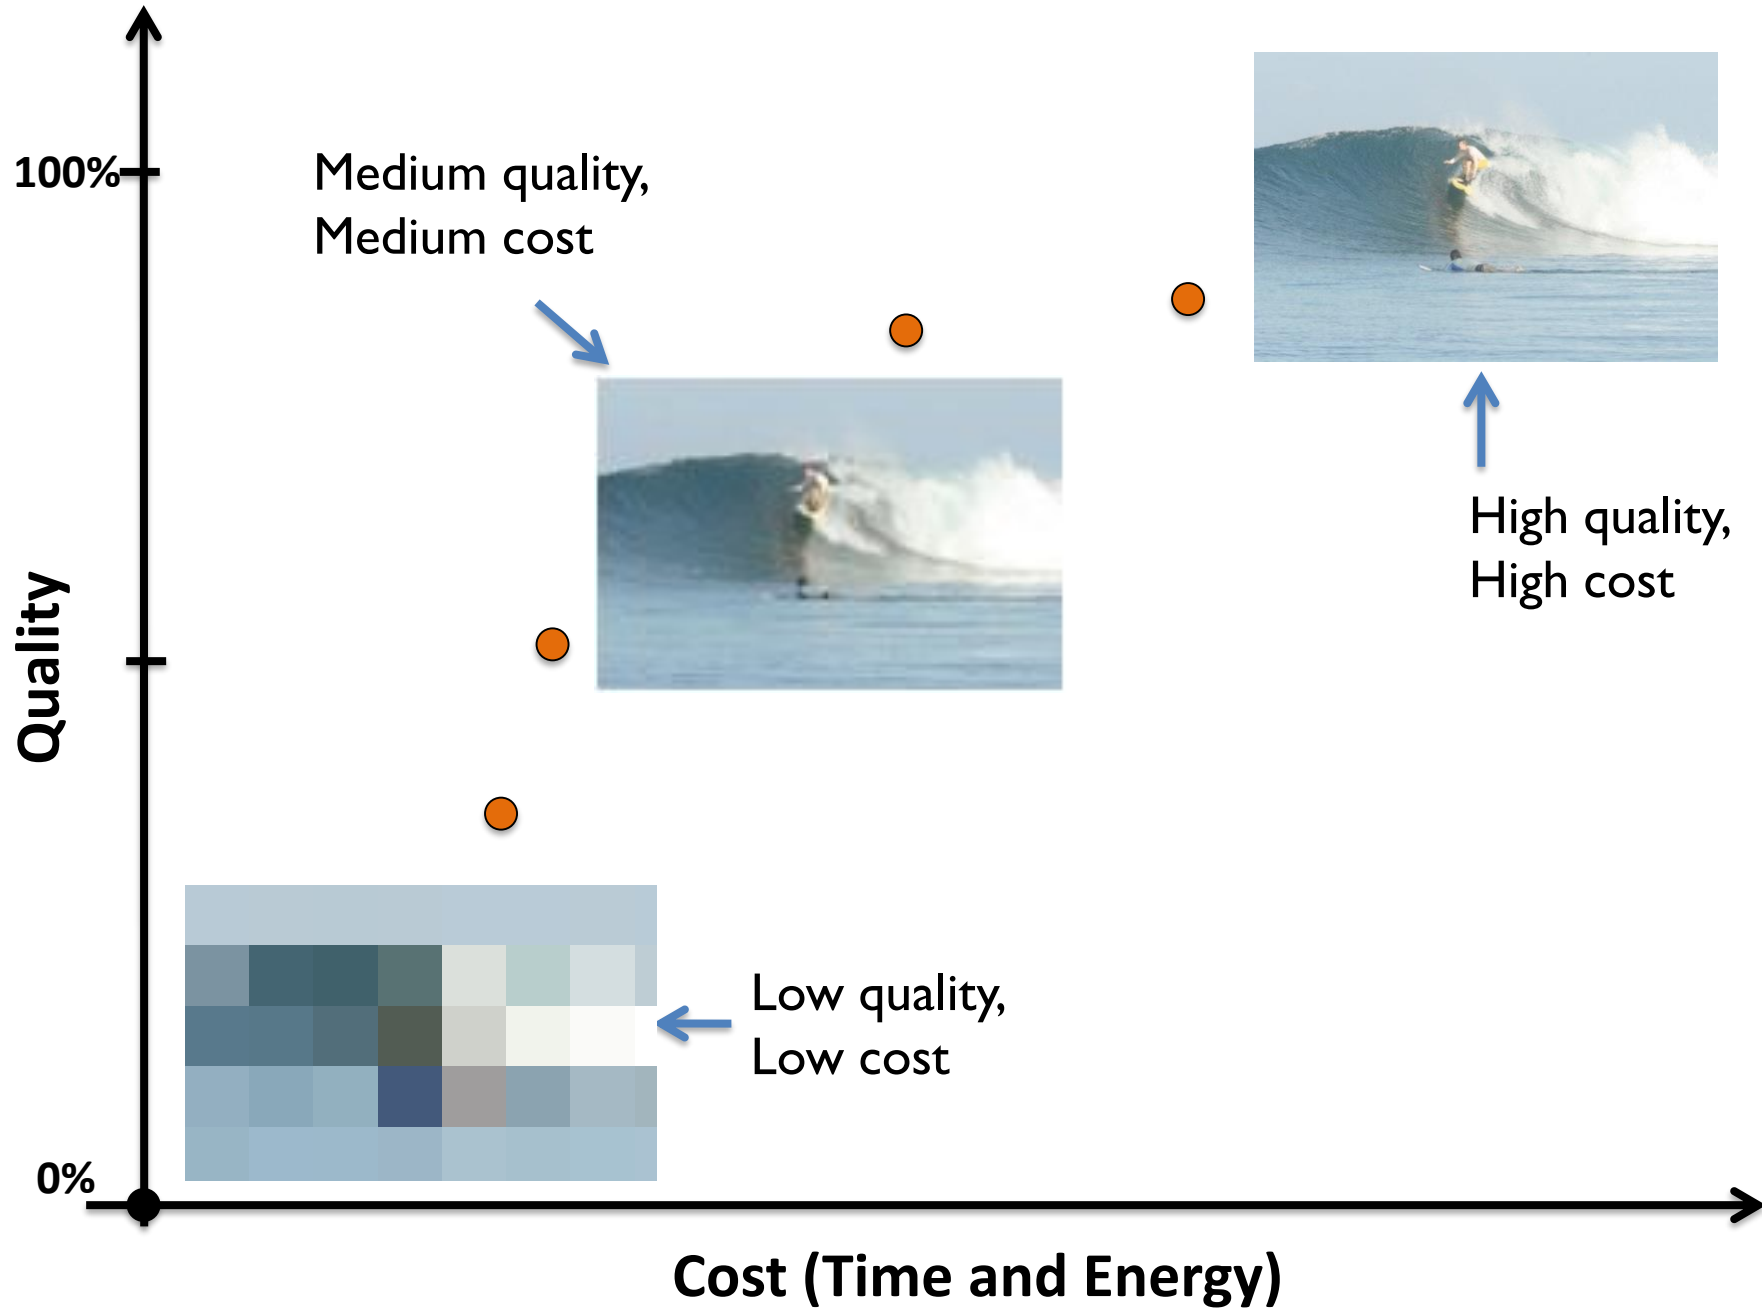 100%
Medium quality,
Medium cost
High quality,
High cost
Quality
Low quality,
Low cost
0%
Cost (Time and Energy)